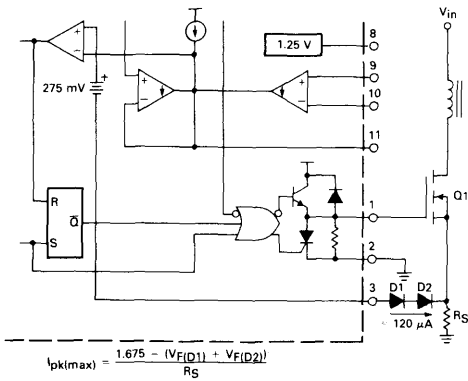 V_in
8
1.25 V
9
275 mV
+
+
−
+
−
10
11
R
Q̅
S
1
Q1
2
3
D1 D2
120 μA
R_S
I_pk(max) = 1.675 − (V_F(D1) + V_F(D2)) / R_S